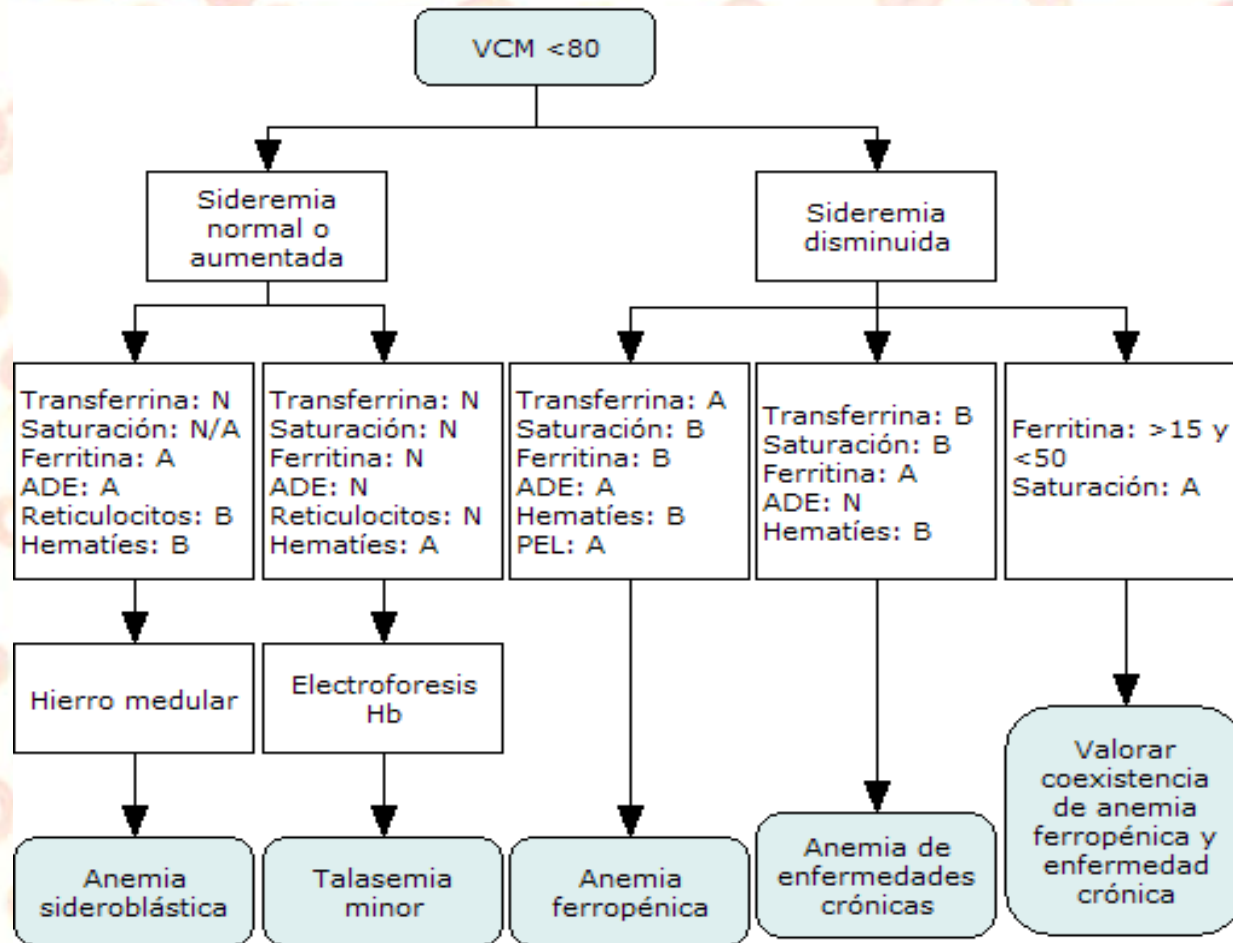 VCM <80
Sideremia
normal o
aumentada
Sideremia
disminuida
Transferrina: N
Saturación: N/A
Ferritina: A
ADE: A
Reticulocitos: B
Hematíes: B
Transferrina: N
Saturación: N
Ferritina: N
ADE: N
Reticulocitos: N
Hematíes: A
Transferrina: A
Saturación: B
Ferritina: B
ADE: A
Hematíes: B
PEL: A
Transferrina: B
Saturación: B
Ferritina: A
ADE: N
Hematíes: B
Ferritina: >15 y
<50
Saturación: A
Hierro medular
Electroforesis
Hb
Anemia
sideroblástica
Talasemia
minor
Anemia
ferropénica
Anemia de
enfermedades
crónicas
Valorar
coexistencia
de anemia
ferropénica y
enfermedad
crónica